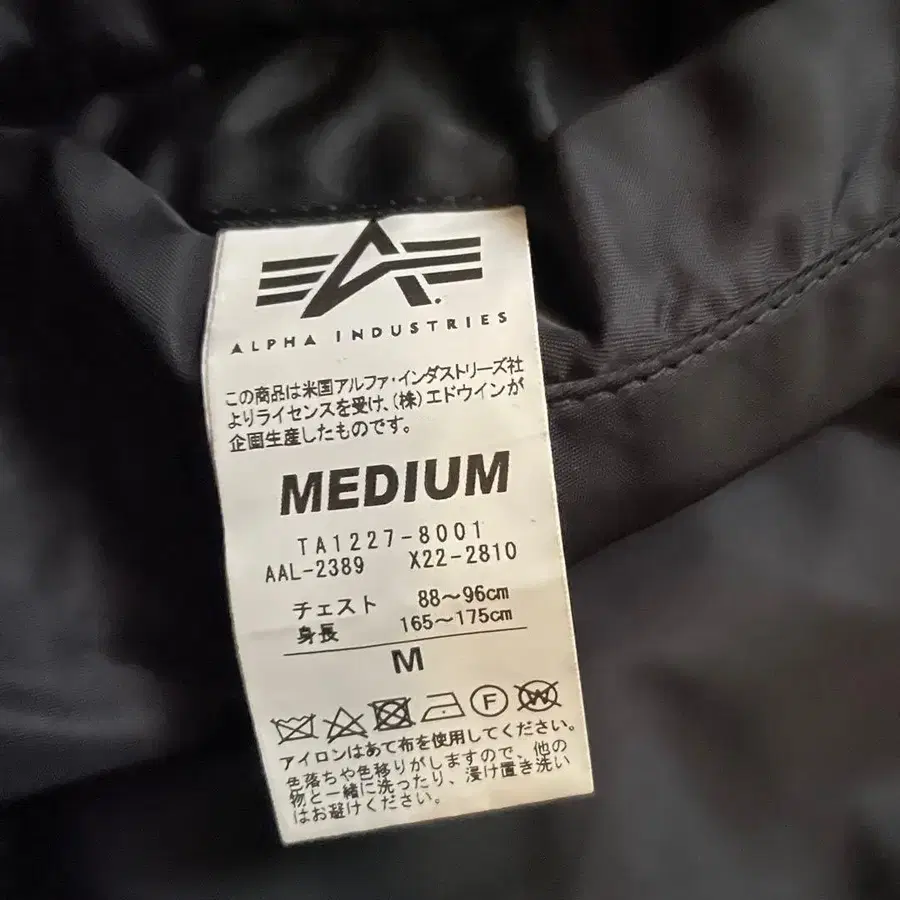 ALPHA INDUSTRIES
この商品は米国アルファ・インダストリーズ社
よりライセンスを受け、(株)エドウインが
企画生産したものです。
MEDIUM
TA1227-8001
AAL-2389 X22-2810
チェスト 88～96cm
身長 165～175cm
M
F
W
アイロンはあて布を使用してください。
色落ちや色移りがしますので、他の
物と一緒に洗ったり、浸け置き洗い
はお避けください。